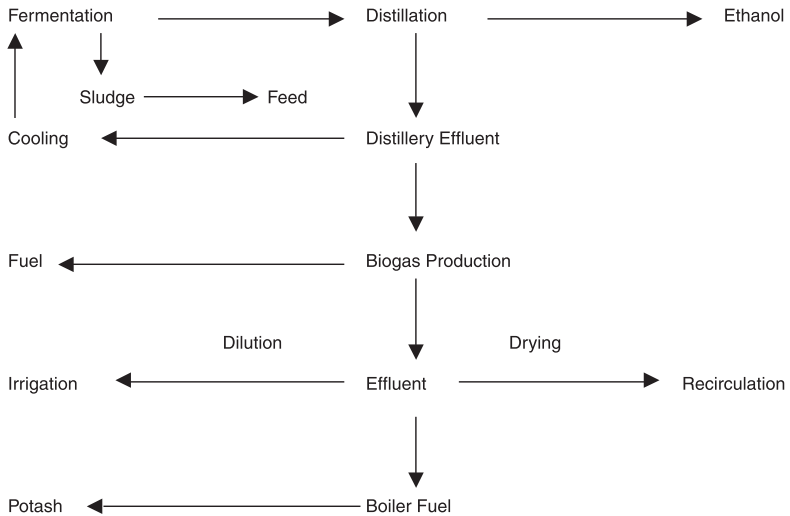 Fermentation
Distillation
Ethanol
Sludge
Feed
Cooling
Distillery Effluent
Fuel
Biogas Production
Dilution
Drying
Irrigation
Effluent
Recirculation
Potash
Boiler Fuel